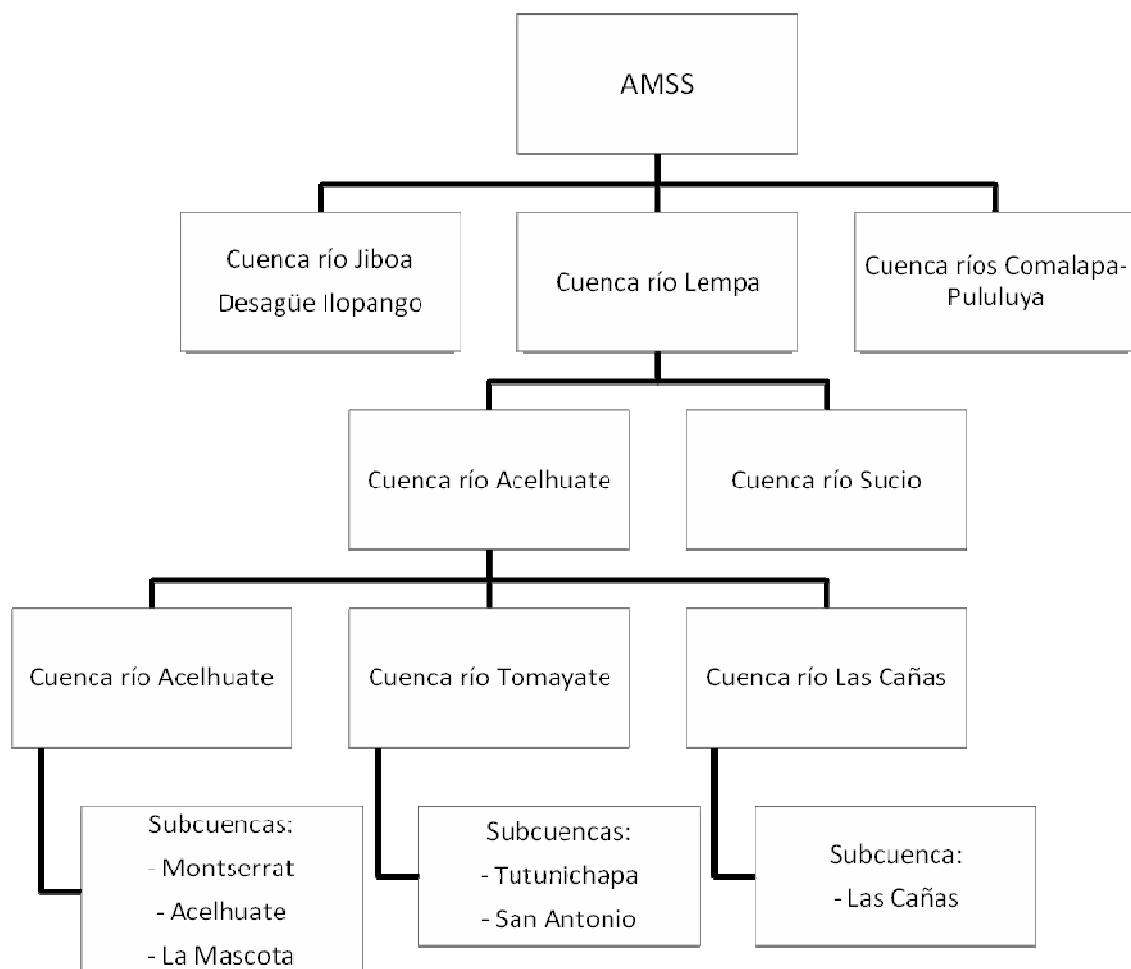 AMSS
Cuenca río Jiboa
Desagüe Ilopango
Cuenca río Lempa
Cuenca ríos Comalapa-
Pululuya
Cuenca río Acelhuate
Cuenca río Sucio
Cuenca río Acelhuate
Cuenca río Tomayate
Cuenca río Las Cañas
Subcuencas:
- Montserrat
- Acelhuate
- La Mascota
Subcuencas:
- Tutunichapa
- San Antonio
Subcuenca:
- Las Cañas